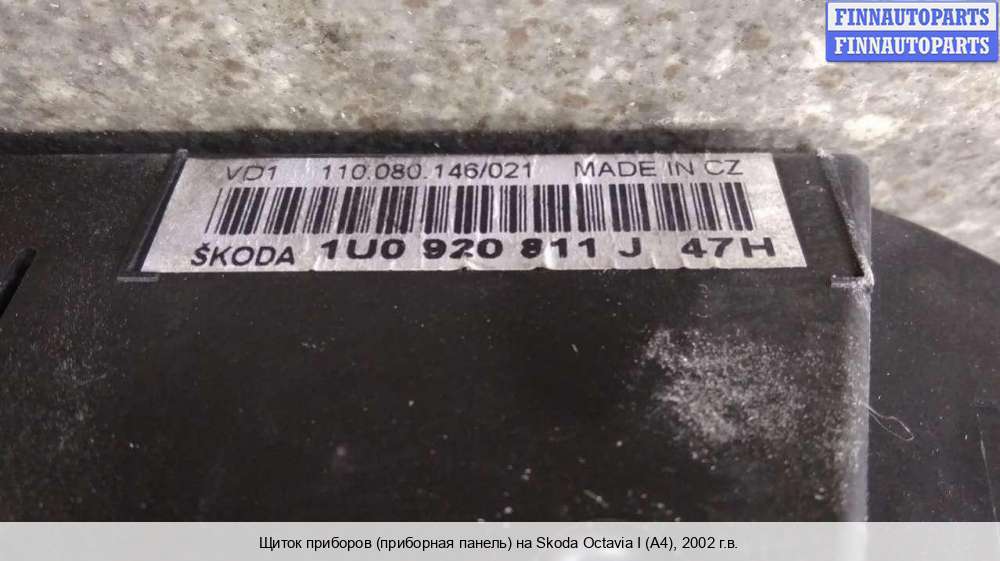 FINNAUTOPARTS
FINNAUTOPARTS
VD1 110.080.146/021 MADE IN CZ
ŠKODA 1U0 920 811 J 47H
Щиток приборов (приборная панель) на Skoda Octavia I (A4), 2002 г.в.